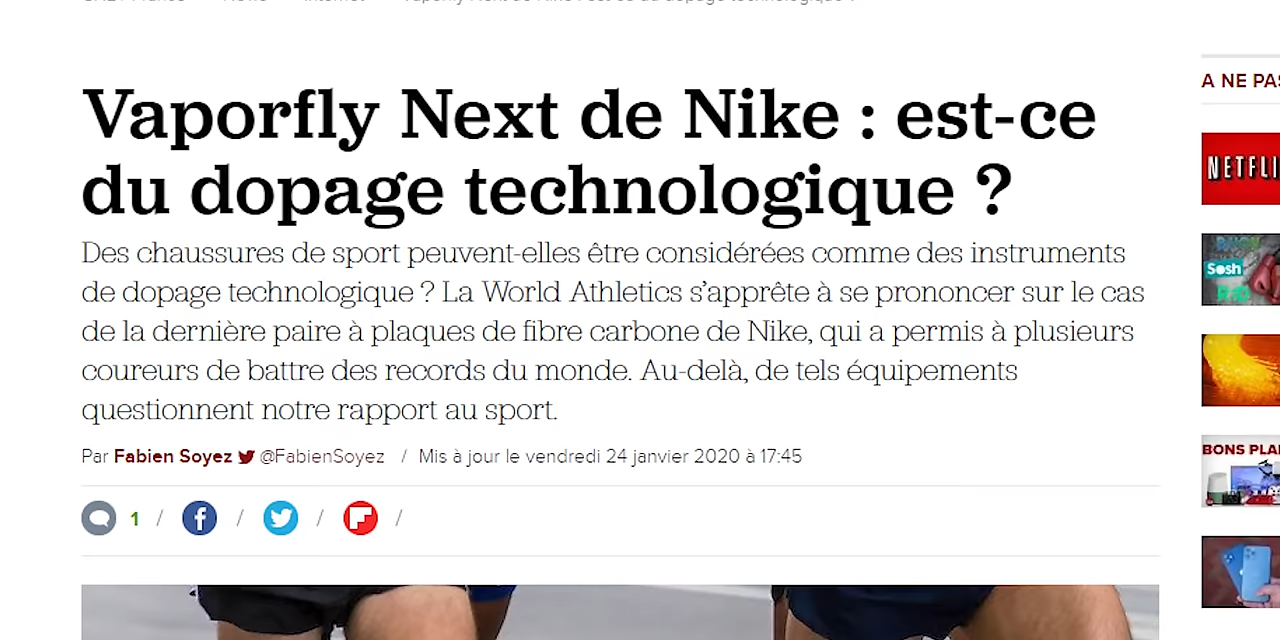 Vaporfly Next de Nike : est-ce
du dopage technologique ?
Des chaussures de sport peuvent-elles être considérées comme des instruments
de dopage technologique ? La World Athletics s’apprête à se prononcer sur le cas
de la dernière paire à plaques de fibre carbone de Nike, qui a permis à plusieurs
coureurs de battre des records du monde. Au-delà, de tels équipements
questionnent notre rapport au sport.
Par Fabien Soyez @FabienSoyez / Mis à jour le vendredi 24 janvier 2020 à 17:45
1 / / / /
A NE PAS
NETFLI
Sosh
BONS PLA